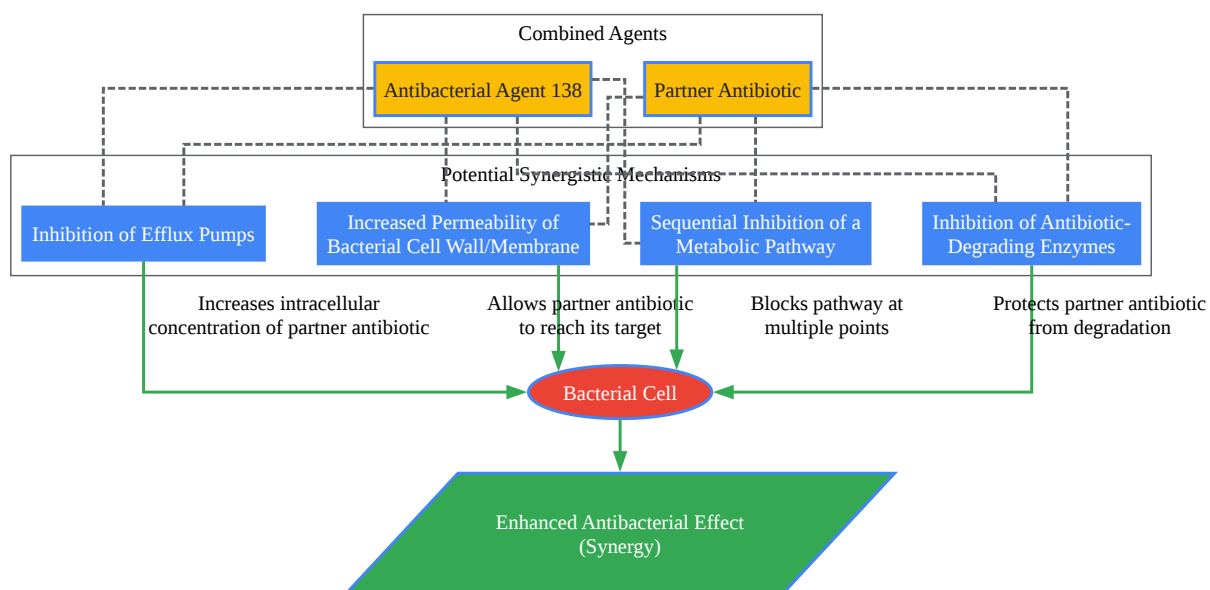 Combined Agents
Antibacterial Agent 138
Partner Antibiotic
Potential Synergistic Mechanisms
Inhibition of Efflux Pumps
Increased Permeability of
Bacterial Cell Wall/Membrane
Sequential Inhibition of a
Metabolic Pathway
Inhibition of Antibiotic-
Degrading Enzymes
Increases intracellular
concentration of partner antibiotic
Allows partner antibiotic
to reach its target
Blocks pathway at
multiple points
Protects partner antibiotic
from degradation
Bacterial Cell
Enhanced Antibacterial Effect
(Synergy)